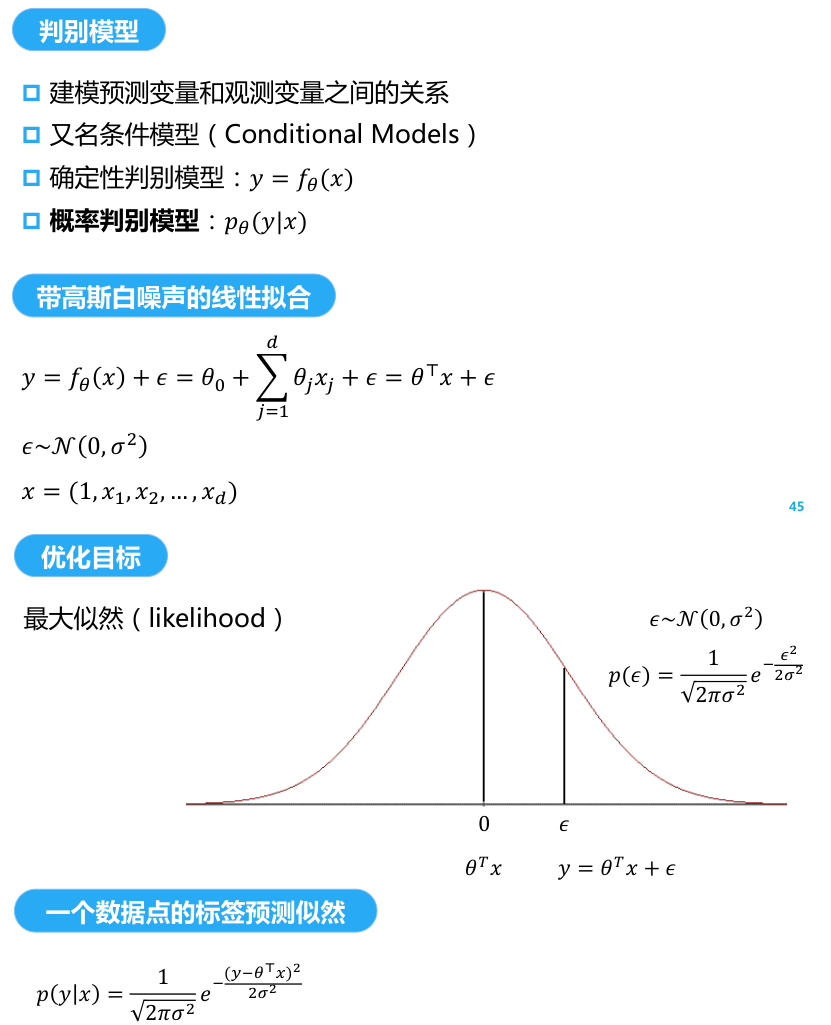 判别模型
建模预测变量和观测变量之间的关系
又名条件模型（Conditional Models）
确定性判别模型：$y = f_\theta(x)$
概率判别模型：$p_\theta(y|x)$
带高斯白噪声的线性拟合
$y = f_\theta(x) + \epsilon = \theta_0 + \sum_{j=1}^{d} \theta_j x_j + \epsilon = \theta^\top x + \epsilon$
$\epsilon \sim \mathcal{N}(0, \sigma^2)$
$x = (1, x_1, x_2, \ldots, x_d)$
45
优化目标
最大似然（likelihood）
$\epsilon \sim \mathcal{N}(0, \sigma^2)$
$p(\epsilon) = \frac{1}{\sqrt{2\pi\sigma^2}} e^{-\frac{\epsilon^2}{2\sigma^2}}$
0 $\epsilon$
$\theta^T x$ $y = \theta^T x + \epsilon$
一个数据点的标签预测似然
$p(y|x) = \frac{1}{\sqrt{2\pi\sigma^2}} e^{-\frac{(y-\theta^\top x)^2}{2\sigma^2}}$